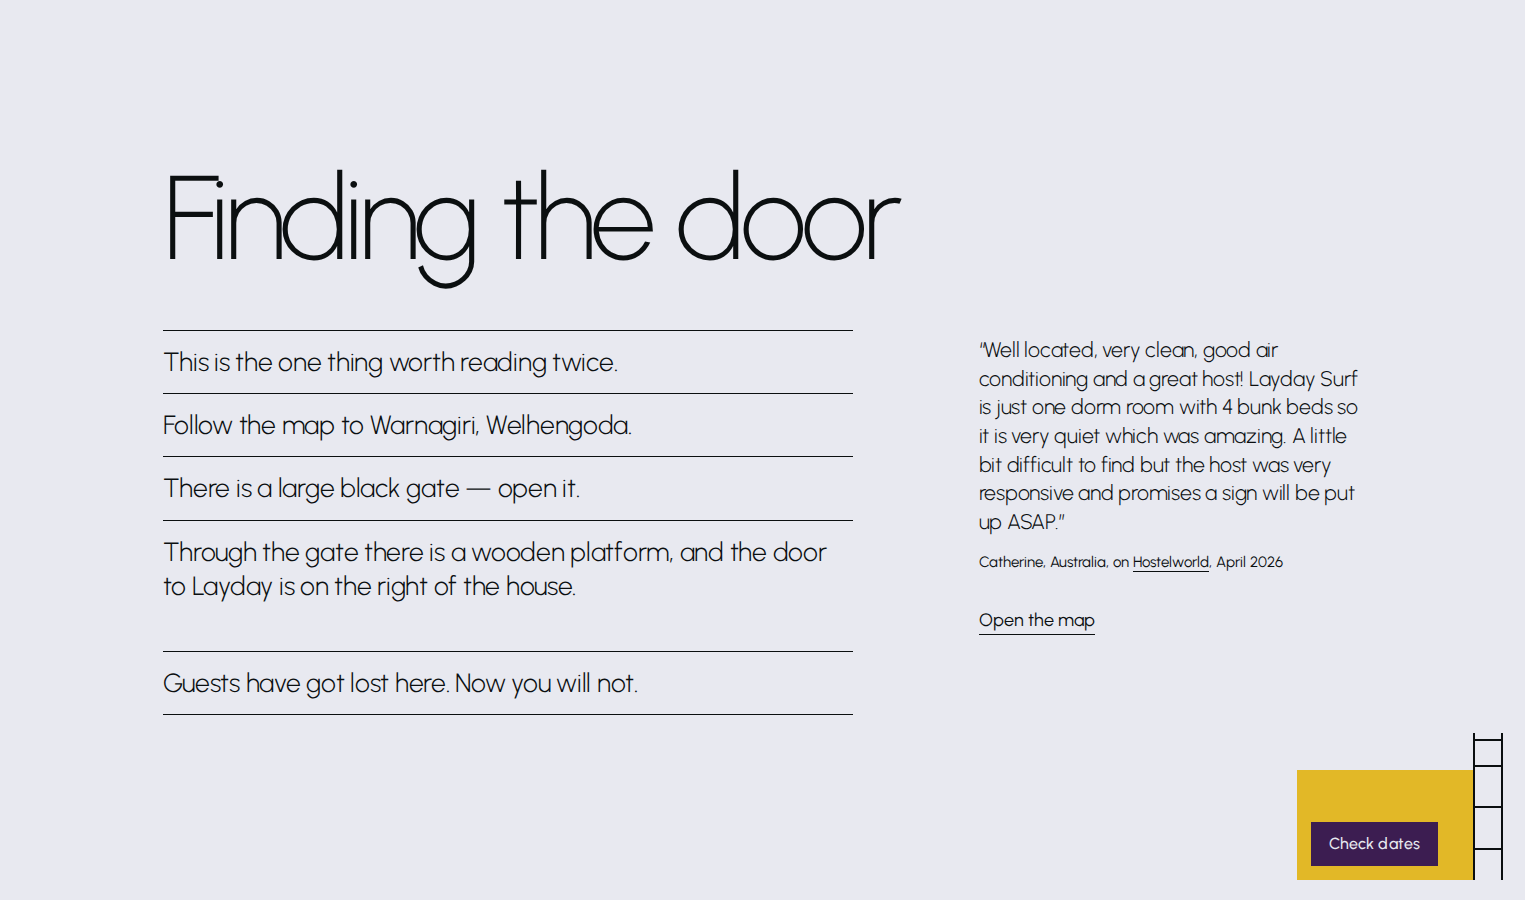 Finding the door
This is the one thing worth reading twice.
Follow the map to Warnagiri, Welhengoda.
There is a large black gate — open it.
Through the gate there is a wooden platform, and the door
to Layday is on the right of the house.
Guests have got lost here. Now you will not.
“Well located, very clean, good air
conditioning and a great host! Layday Surf
is just one dorm room with 4 bunk beds so
it is very quiet which was amazing. A little
bit difficult to find but the host was very
responsive and promises a sign will be put
up ASAP.”
Catherine, Australia, on Hostelworld, April 2026
Open the map
Check dates